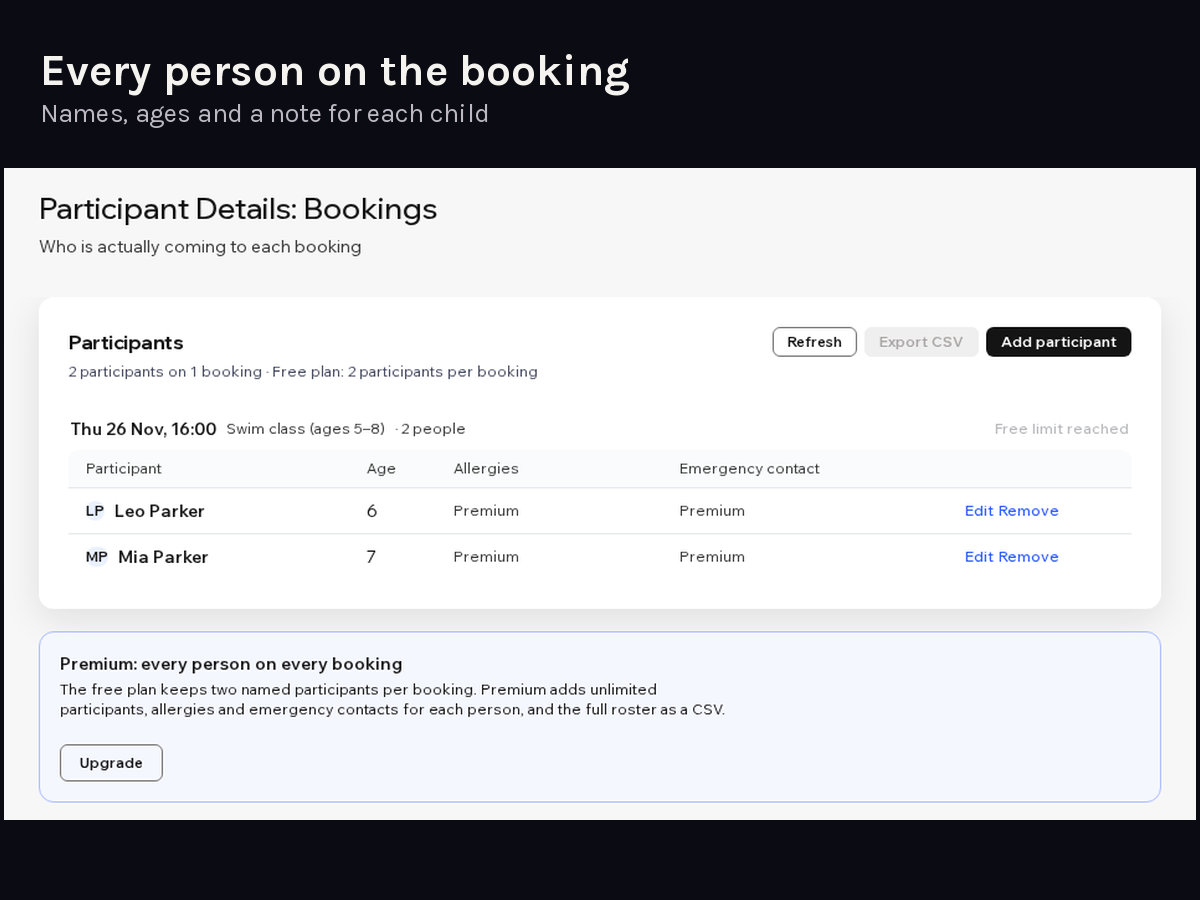 Every person on the booking
Names, ages and a note for each child
Participant Details: Bookings
Who is actually coming to each booking
Participants
Refresh
Export CSV
Add participant
2 participants on 1 booking · Free plan: 2 participants per booking
Thu 26 Nov, 16:00 Swim class (ages 5–8) · 2 people
Free limit reached
Participant Age Allergies Emergency contact
LP Leo Parker 6 Premium Premium Edit Remove
MP Mia Parker 7 Premium Premium Edit Remove
Premium: every person on every booking
The free plan keeps two named participants per booking. Premium adds unlimited
participants, allergies and emergency contacts for each person, and the full roster as a CSV.
Upgrade